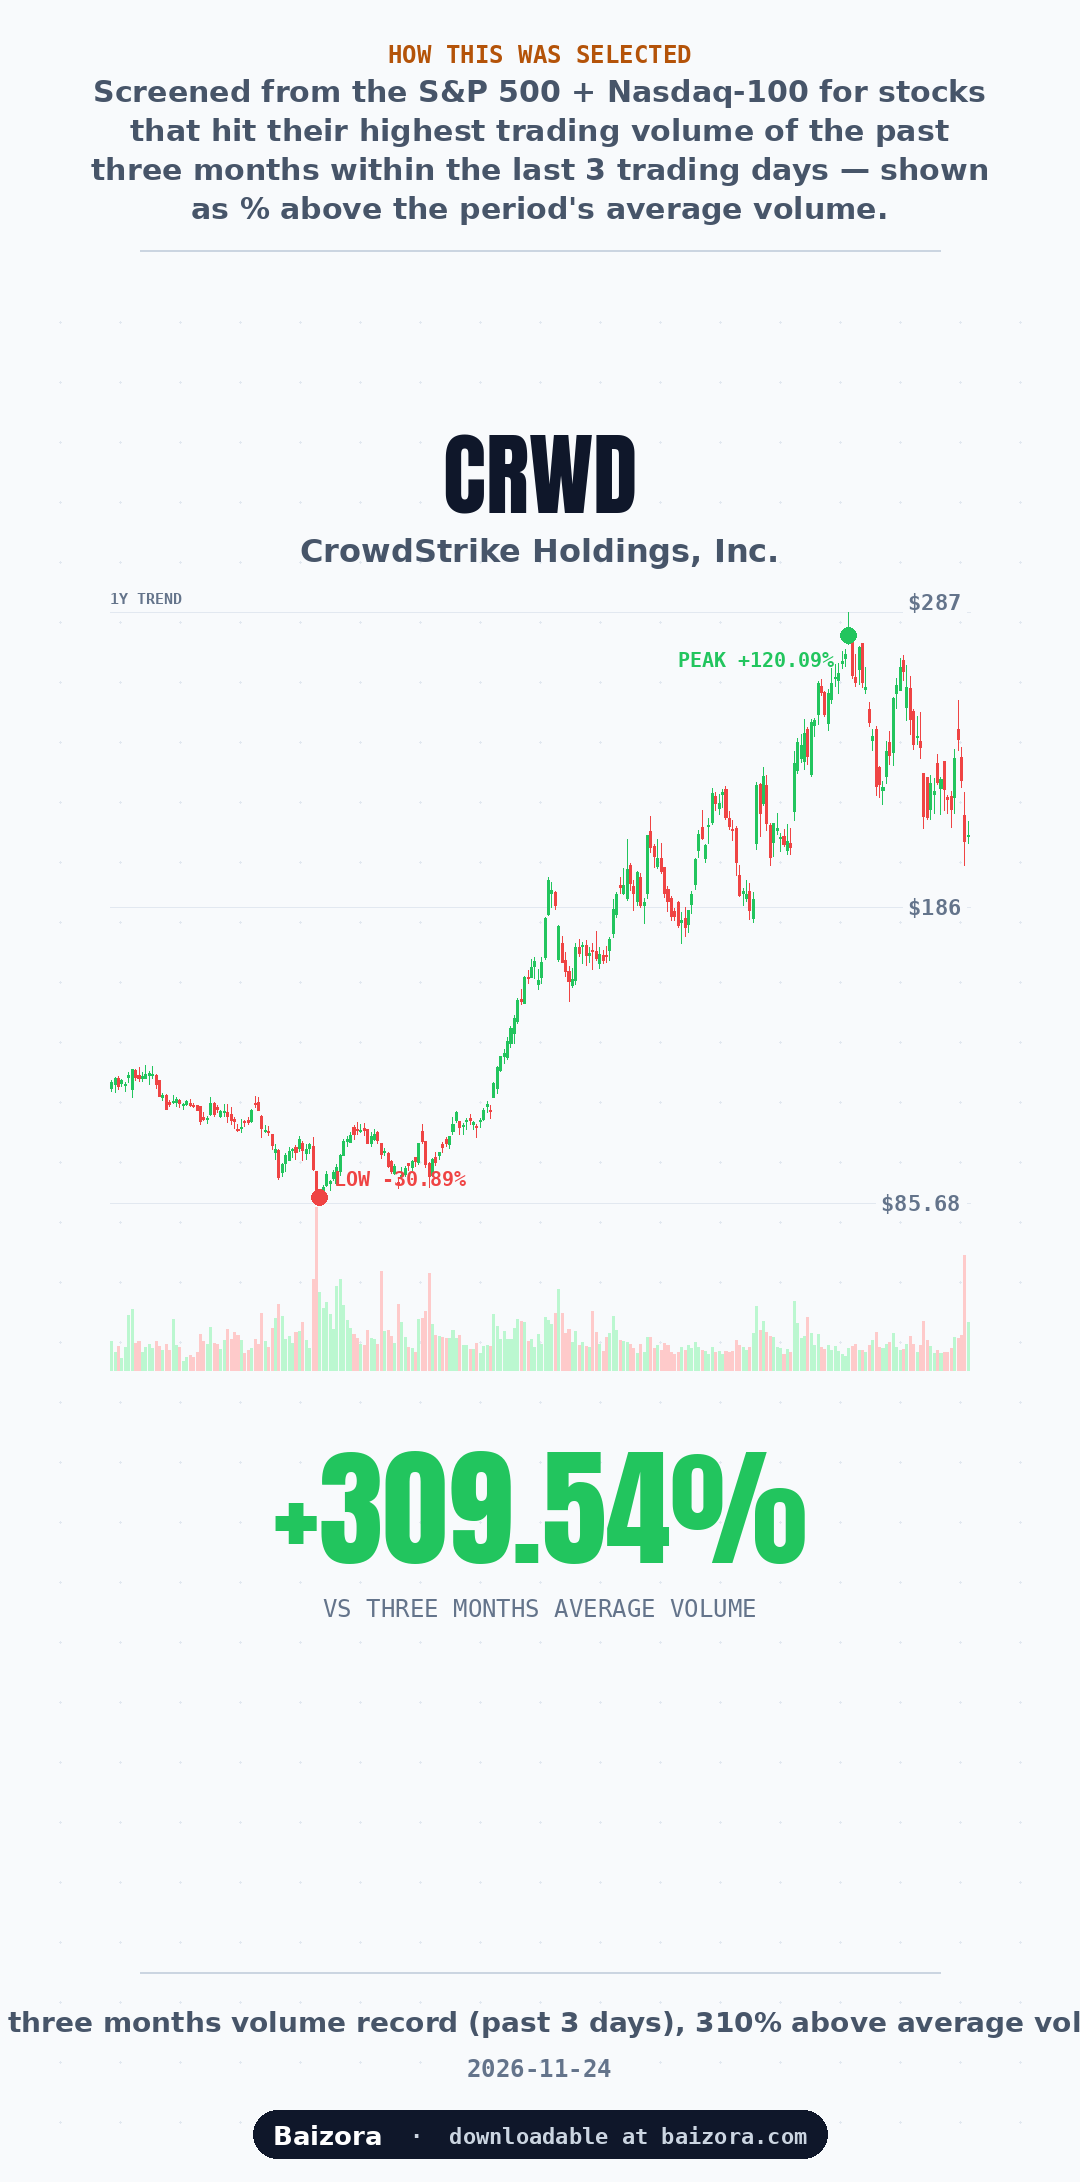 HOW THIS WAS SELECTED
Screened from the S&P 500 + Nasdaq-100 for stocks
that hit their highest trading volume of the past
three months within the last 3 trading days — shown
as % above the period's average volume.
CRWD
CrowdStrike Holdings, Inc.
1Y TREND
$287
PEAK +120.09%
$186
LOW -30.89%
$85.68
+309.54%
VS THREE MONTHS AVERAGE VOLUME
three months volume record (past 3 days), 310% above average vol
2026-11-24
Baizora · downloadable at baizora.com